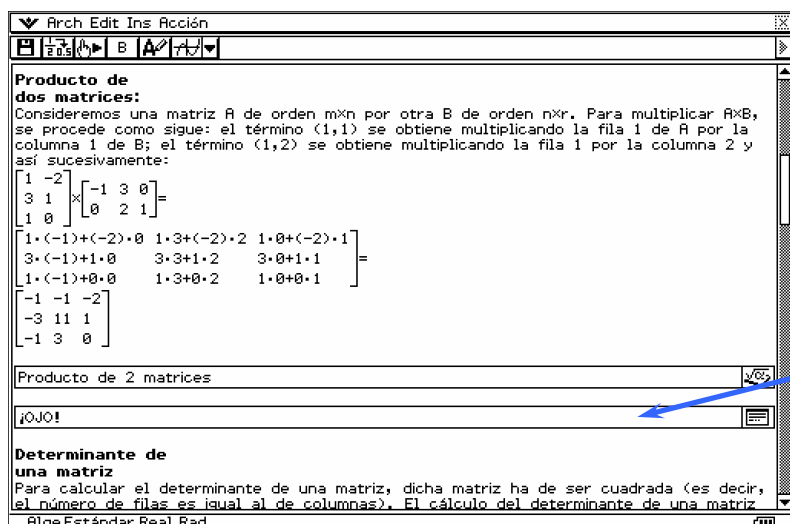 Arch Edit Ins Acción
B
Producto de
dos matrices:
Consideremos una matriz A de orden m×n por otra B de orden n×r. Para multiplicar A×B,
se procede como sigue: el término (1,1) se obtiene multiplicando la fila 1 de A por la
columna 1 de B; el término (1,2) se obtiene multiplicando la fila 1 por la columna 2 y
así sucesivamente:
[1 -2
3 1
1 0]×[-1 3 0
0 2 1]=
[1·(-1)+(-2)·0 1·3+(-2)·2 1·0+(-2)·1
3·(-1)+1·0 3·3+1·2 3·0+1·1
1·(-1)+0·0 1·3+0·2 1·0+0·1]=
[-1 -1 -2
-3 11 1
-1 3 0]
Producto de 2 matrices
¡OJO!
Determinante de
una matriz
Para calcular el determinante de una matriz, dicha matriz ha de ser cuadrada (es decir,
el número de filas es igual al de columnas). El cálculo del determinante de una matriz
Alge Estándar Real Rad